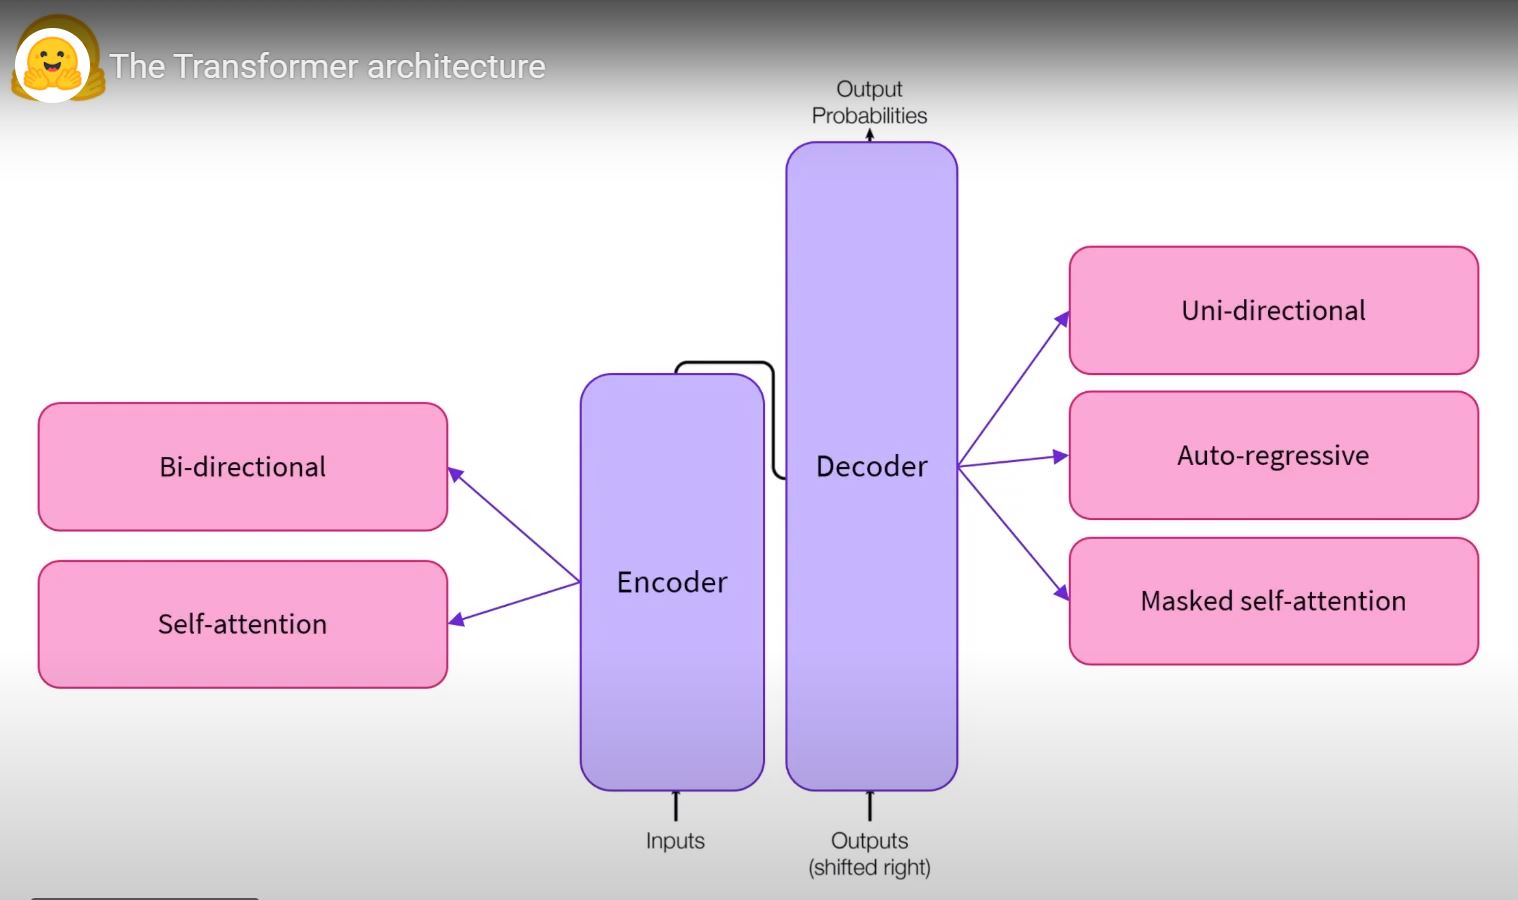 The Transformer architecture
Output
Probabilities
Uni-directional
Bi-directional
Decoder
Auto-regressive
Self-attention
Encoder
Masked self-attention
Inputs
Outputs
(shifted right)